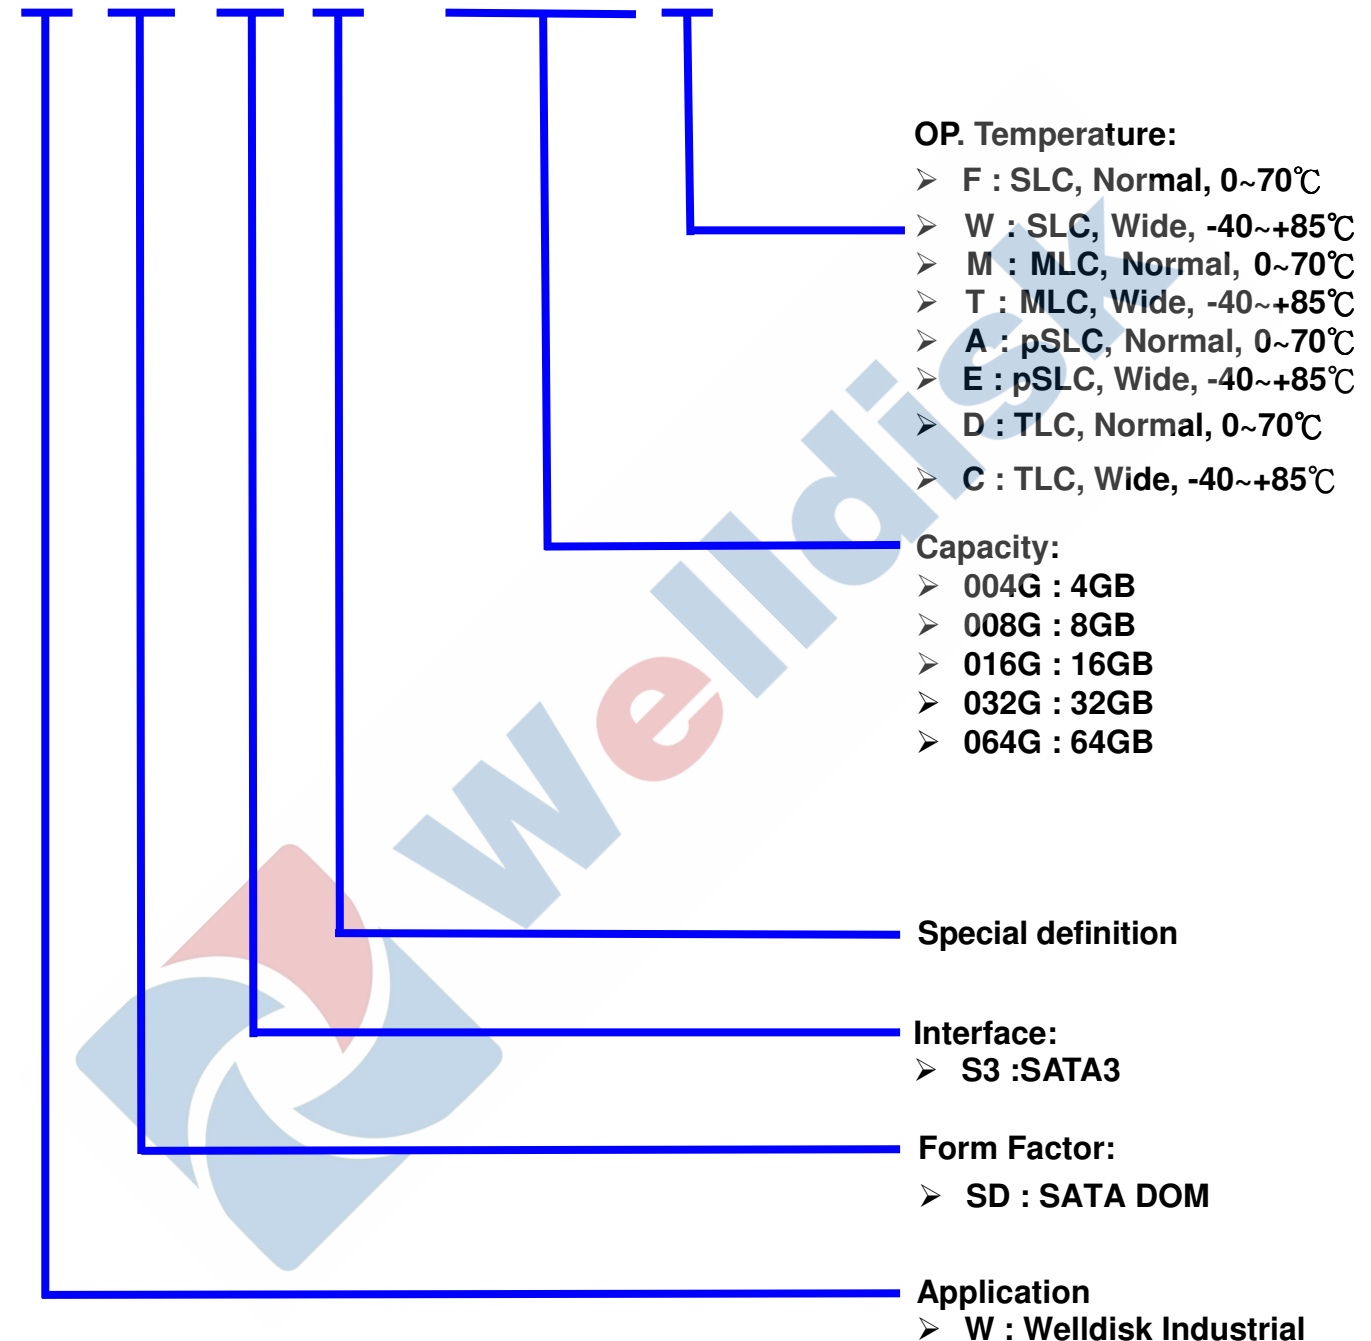 OP. Temperature:
➢ F : SLC, Normal, 0~70℃
➢ W : SLC, Wide, -40~+85℃
➢ M : MLC, Normal, 0~70℃
➢ T : MLC, Wide, -40~+85℃
➢ A : pSLC, Normal, 0~70℃
➢ E : pSLC, Wide, -40~+85℃
➢ D : TLC, Normal, 0~70℃
➢ C : TLC, Wide, -40~+85℃
Capacity:
➢ 004G : 4GB
➢ 008G : 8GB
➢ 016G : 16GB
➢ 032G : 32GB
➢ 064G : 64GB
Special definition
Interface:
➢ S3 :SATA3
Form Factor:
➢ SD : SATA DOM
Application
➢ W : Welldisk Industrial
welldisk